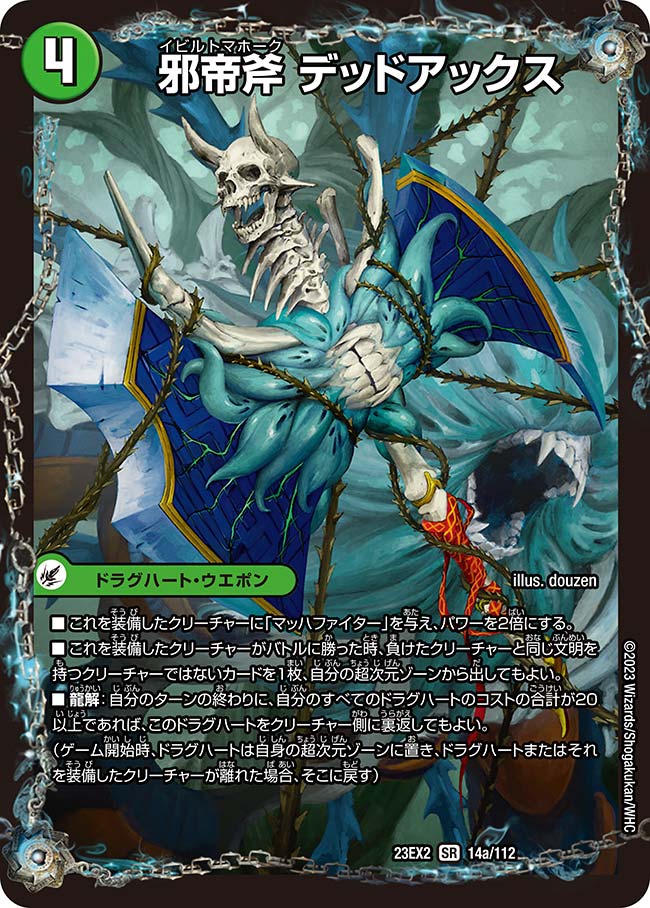 4
イビルトマホーク
邪帝斧 デッドアックス
ドラグハート・ウエポン
illus. douzen
■これを装備したクリーチャーに「マッハファイター」を与え、パワーを2倍にする。
■これを装備したクリーチャーがバトルに勝った時、負けたクリーチャーと同じ文明を
持つクリーチャーではないカードを1枚、自分の超次元ゾーンから出してもよい。
■龍解:自分のターンの終わりに、自分のすべてのドラグハートのコストの合計が20
以上であれば、このドラグハートをクリーチャー側に裏返してもよい。
(ゲーム開始時、ドラグハートは自身の超次元ゾーンに置き、ドラグハートまたはそれ
を装備したクリーチャーが離れた場合、そこに戻す)
©2023 Wizards/Shogakukan/WHC
23EX2 SR 14a/112